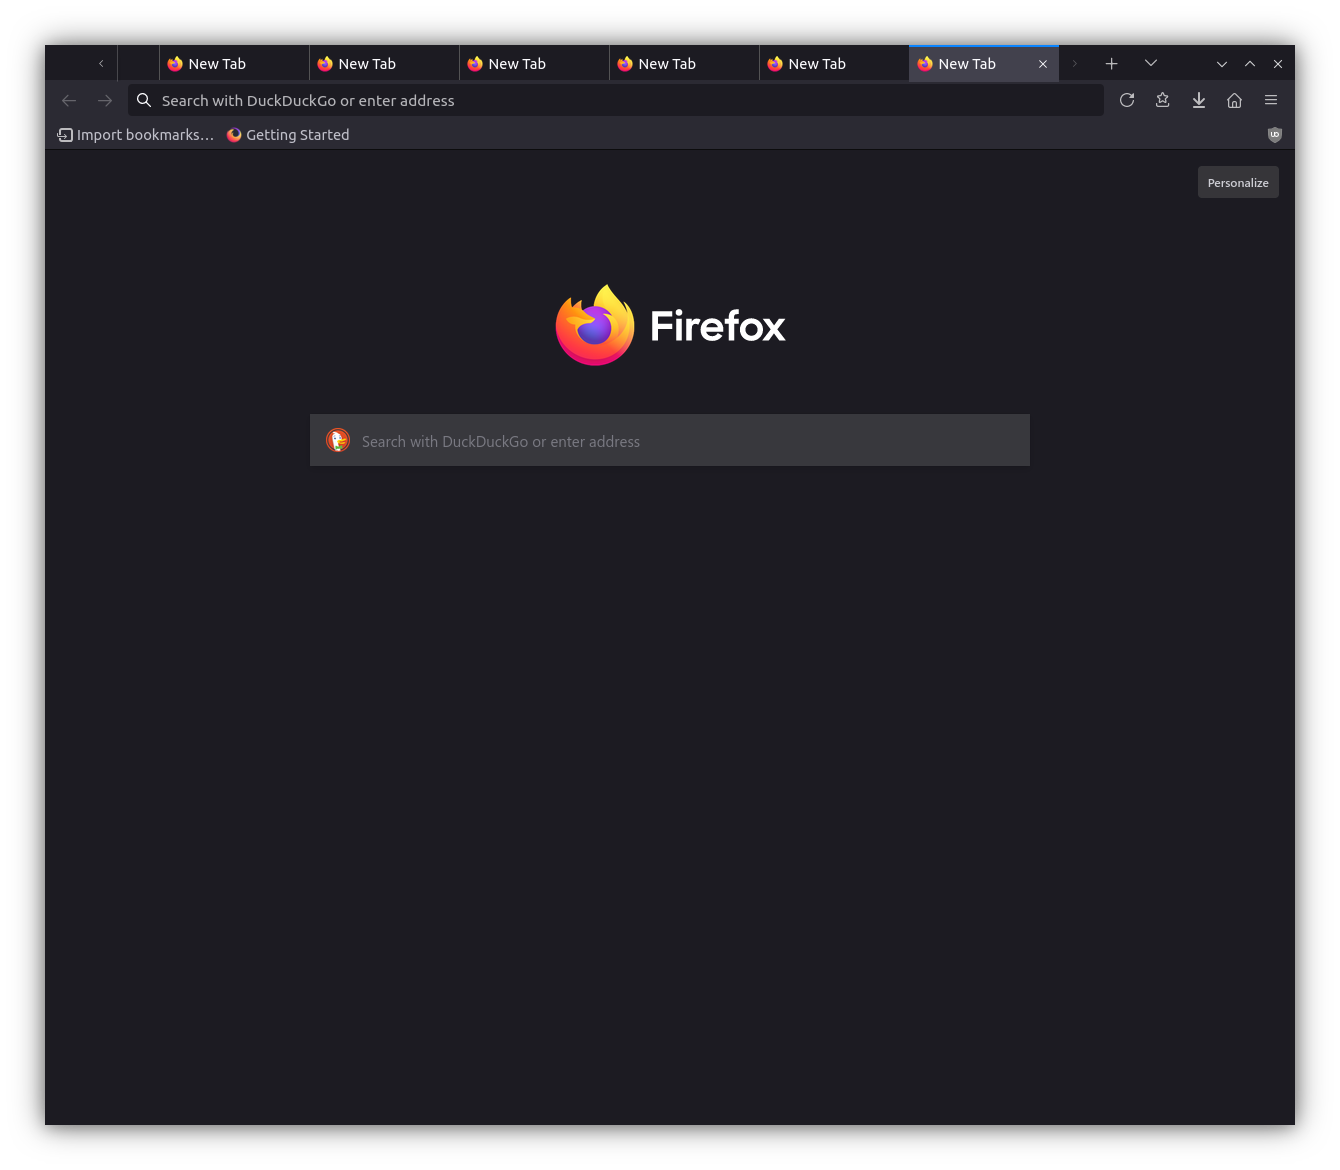 New Tab New Tab New Tab New Tab New Tab New Tab
Search with DuckDuckGo or enter address
Import bookmarks... Getting Started
Personalize
Firefox
Search with DuckDuckGo or enter address